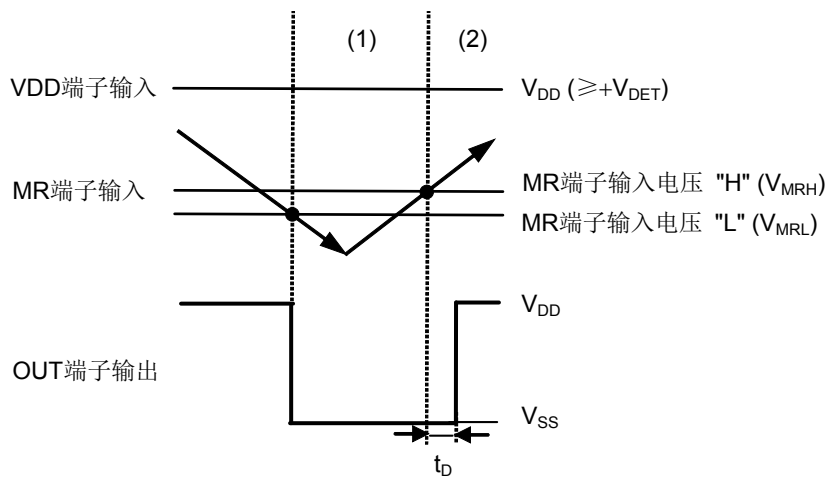 (1)
(2)
VDD端子输入
V_DD (≥+V_DET)
MR端子输入
MR端子输入电压 "H" (V_MRH)
MR端子输入电压 "L" (V_MRL)
V_DD
OUT端子输出
V_SS
t_D